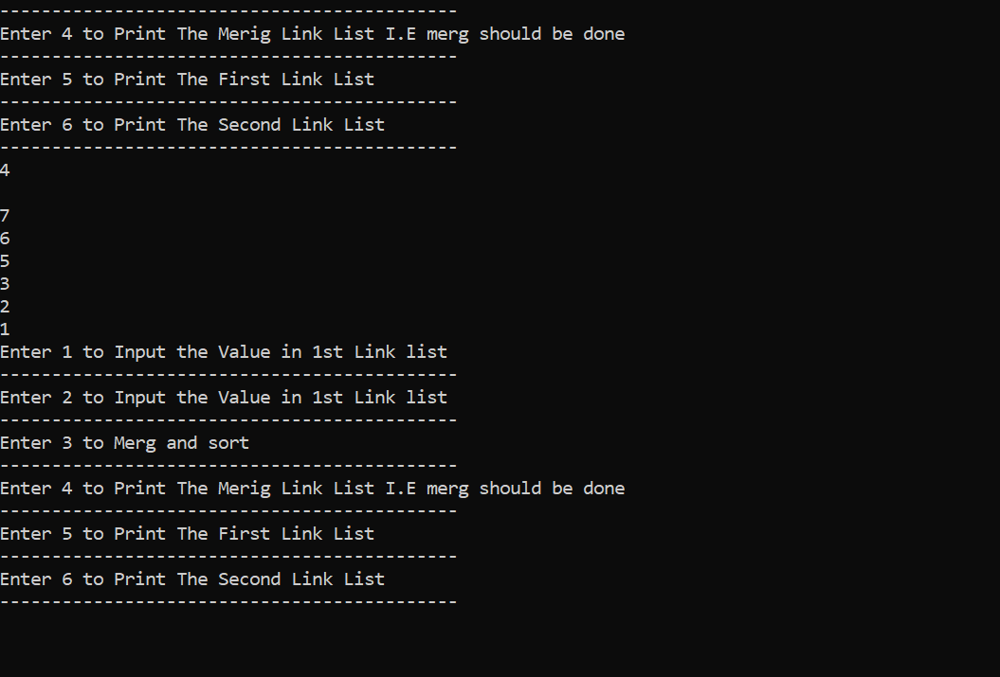 --------------------------------------------
Enter 4 to Print The Merig Link List I.E merg should be done
--------------------------------------------
Enter 5 to Print The First Link List
--------------------------------------------
Enter 6 to Print The Second Link List
--------------------------------------------
4
7
6
5
3
2
1
Enter 1 to Input the Value in 1st Link list
--------------------------------------------
Enter 2 to Input the Value in 1st Link list
--------------------------------------------
Enter 3 to Merg and sort
--------------------------------------------
Enter 4 to Print The Merig Link List I.E merg should be done
--------------------------------------------
Enter 5 to Print The First Link List
--------------------------------------------
Enter 6 to Print The Second Link List
--------------------------------------------